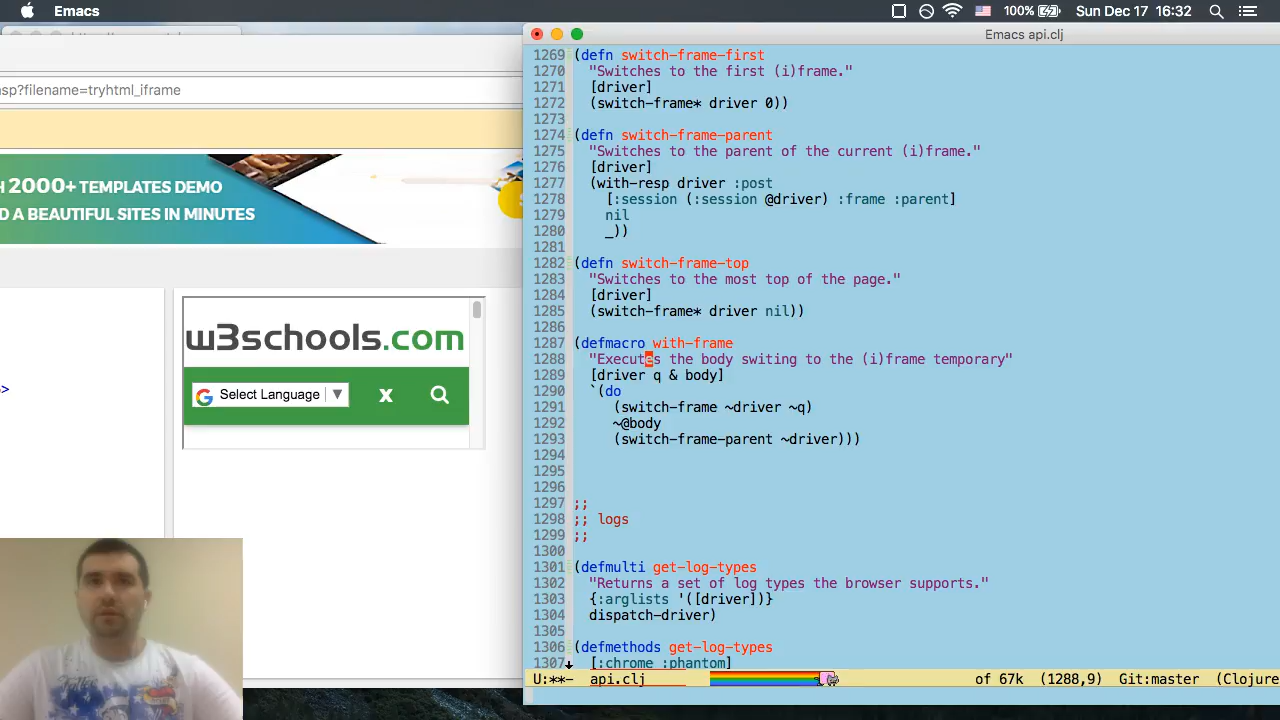 Emacs
100%
Sun Dec 17 16:32
Emacs api.clj
asp?filename=tryhtml_iframe
2000+ TEMPLATES DEMO
D A BEAUTIFUL SITES IN MINUTES
w3schools.com
Select Language
X
>
1269 (defn switch-frame-first
1270 "Switches to the first (i)frame."
1271 [driver]
1272 (switch-frame* driver 0))
1273
1274 (defn switch-frame-parent
1275 "Switches to the parent of the current (i)frame."
1276 [driver]
1277 (with-resp driver :post
1278 [:session (:session @driver) :frame :parent]
1279 nil
1280 _))
1281
1282 (defn switch-frame-top
1283 "Switches to the most top of the page."
1284 [driver]
1285 (switch-frame* driver nil))
1286
1287 (defmacro with-frame
1288 "Executes the body switing to the (i)frame temporary"
1289 [driver q & body]
1290 `(do
1291 (switch-frame ~driver ~q)
1292 ~@body
1293 (switch-frame-parent ~driver)))
1294
1295
1296
1297 ;;
1298 ;; logs
1299 ;;
1300
1301 (defmulti get-log-types
1302 "Returns a set of log types the browser supports."
1303 {:arglists '([driver])}
1304 dispatch-driver)
1305
1306 (defmethods get-log-types
1307 [:chrome :phantom]
U:**- api.clj of 67k (1288,9) Git:master (Clojure